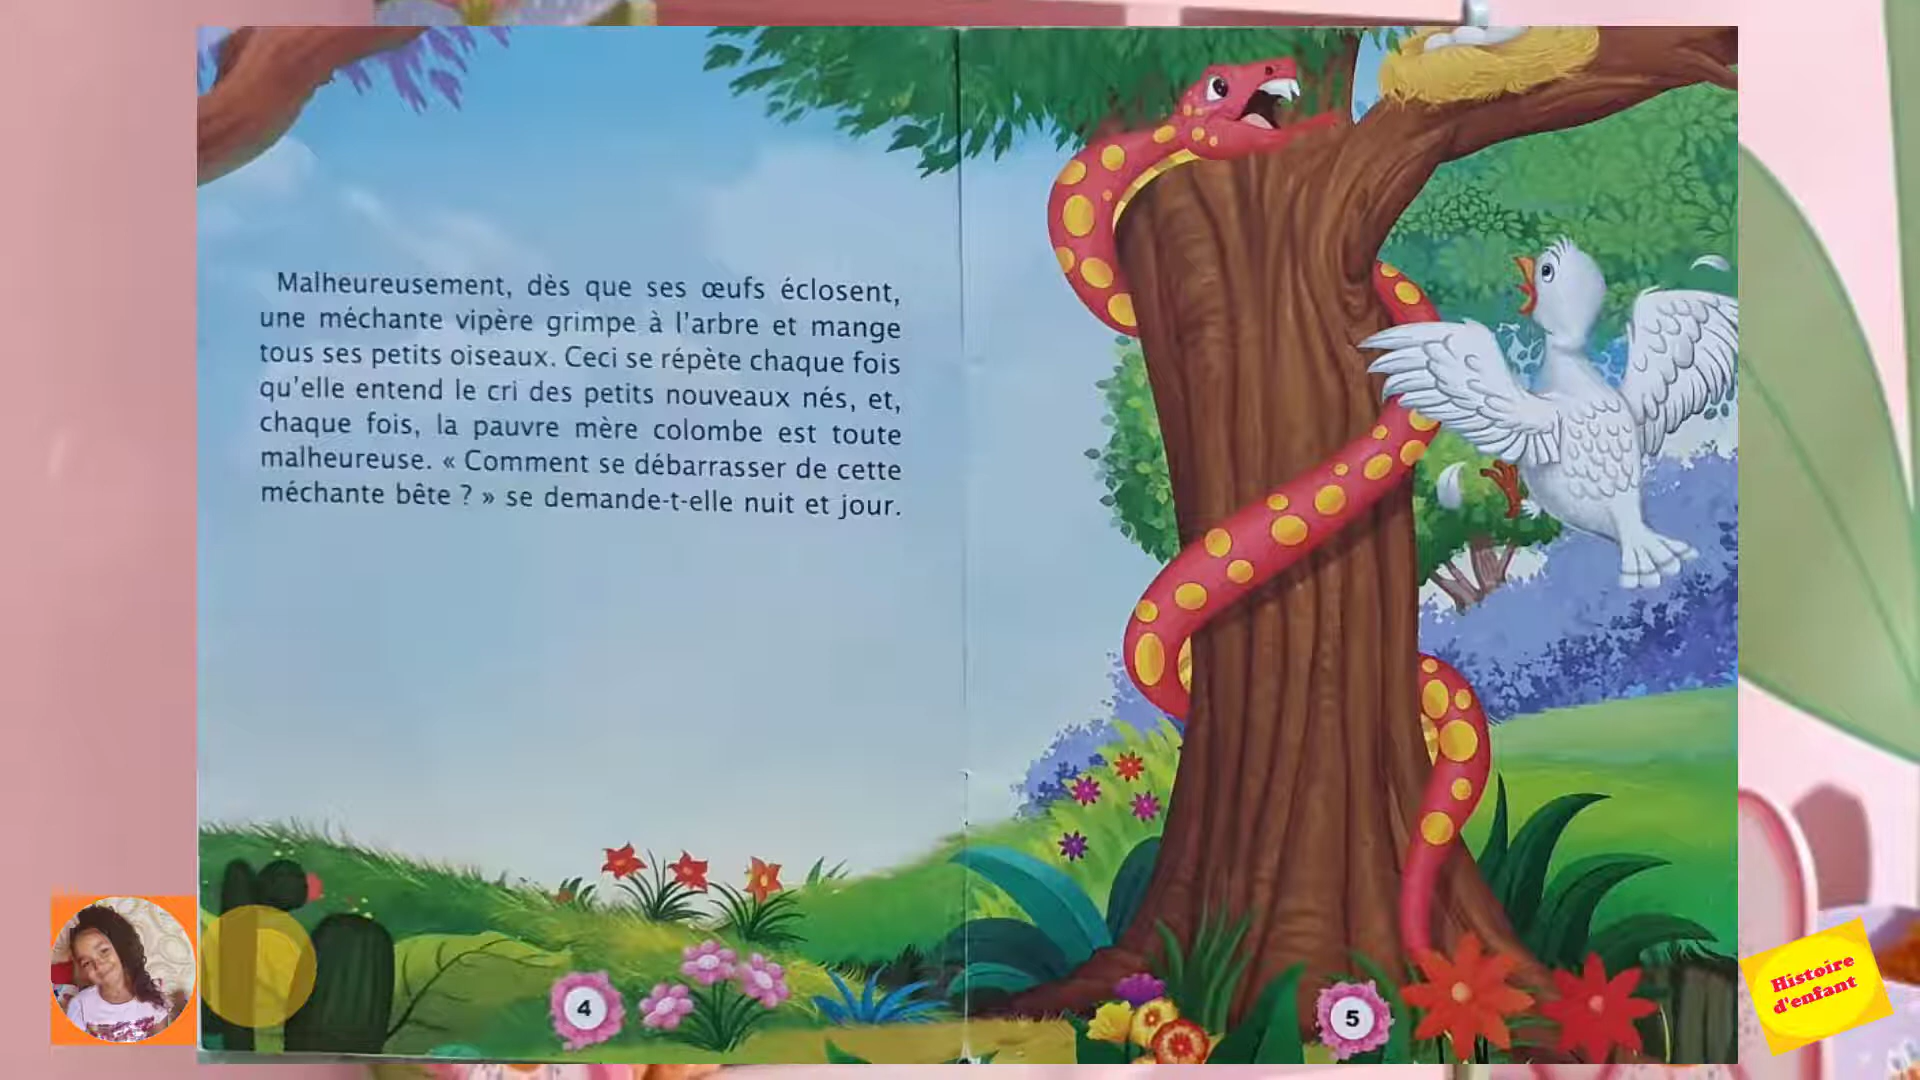 Malheureusement, dès que ses œufs éclosent,
une méchante vipère grimpe à l'arbre et mange
tous ses petits oiseaux. Ceci se répète chaque fois
qu'elle entend le cri des petits nouveaux nés, et,
chaque fois, la pauvre mère colombe est toute
malheureuse. « Comment se débarrasser de cette
méchante bête ? » se demande-t-elle nuit et jour.
4
5
Histoire
d'enfant